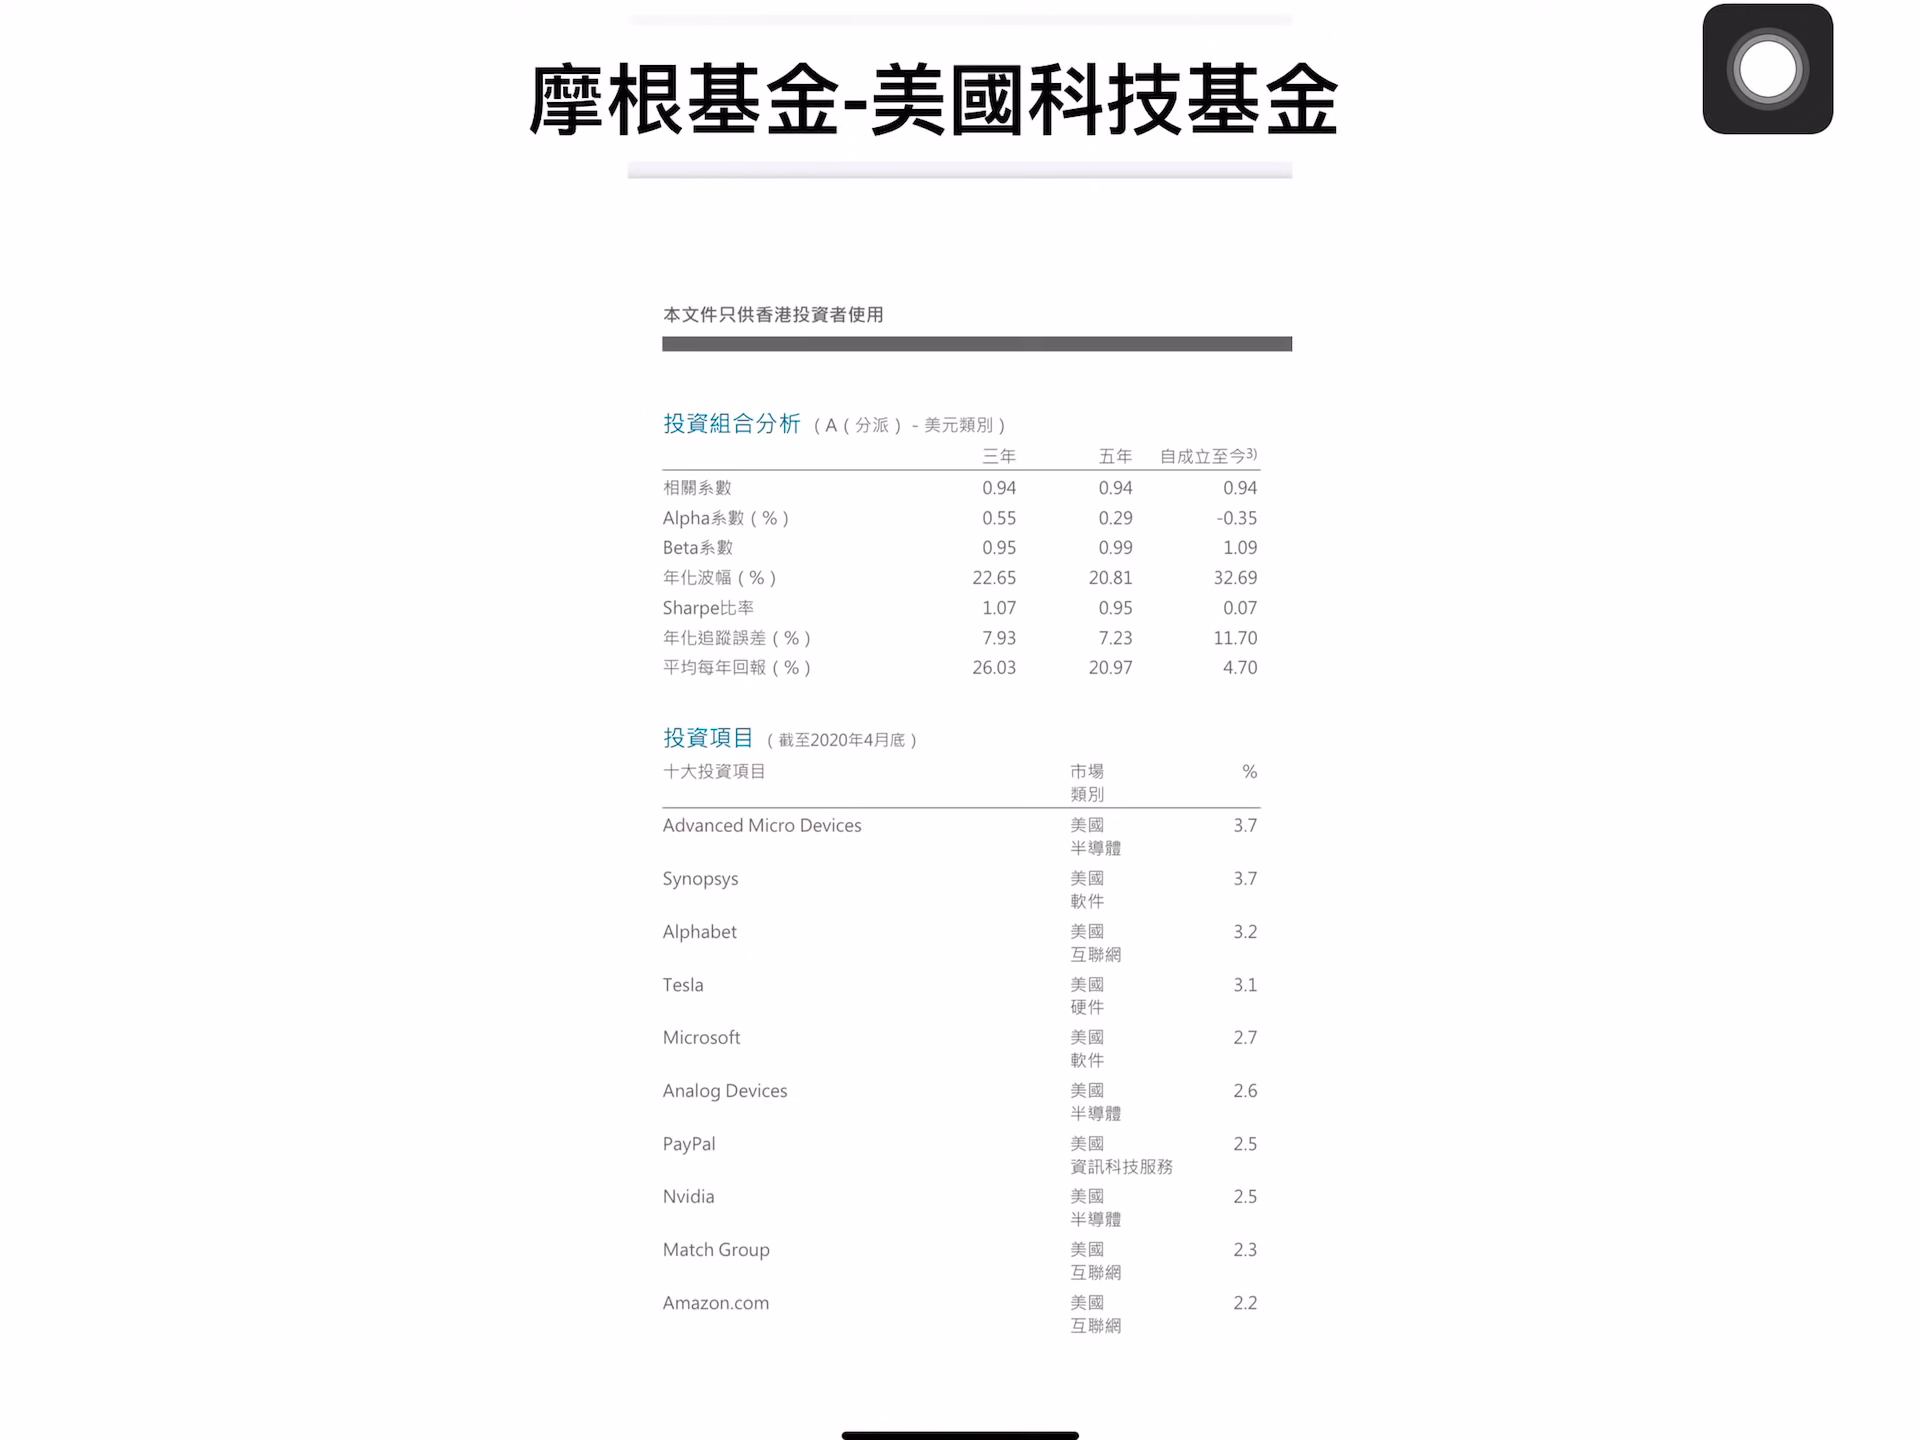 摩根基金-美國科技基金
本文件只供香港投資者使用
投資組合分析 (A(分派) - 美元類別)
三年 五年 自成立至今3)
相關系數 0.94 0.94 0.94
Alpha系數(%) 0.55 0.29 -0.35
Beta系數 0.95 0.99 1.09
年化波幅(%) 22.65 20.81 32.69
Sharpe比率 1.07 0.95 0.07
年化追蹤誤差(%) 7.93 7.23 11.70
平均每年回報(%) 26.03 20.97 4.70
投資項目 (截至2020年4月底)
十大投資項目 市場 %
類別
Advanced Micro Devices 美國 3.7
半導體
Synopsys 美國 3.7
軟件
Alphabet 美國 3.2
互聯網
Tesla 美國 3.1
硬件
Microsoft 美國 2.7
軟件
Analog Devices 美國 2.6
半導體
PayPal 美國 2.5
資訊科技服務
Nvidia 美國 2.5
半導體
Match Group 美國 2.3
互聯網
Amazon.com 美國 2.2
互聯網